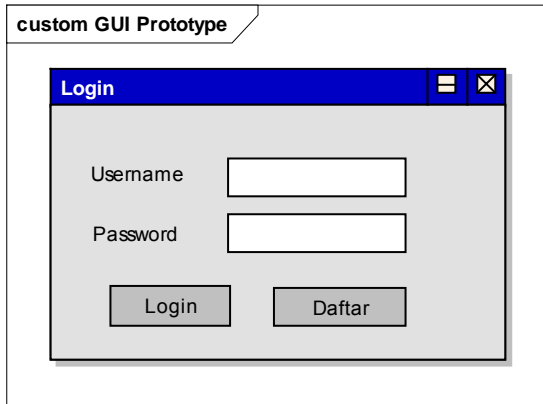 custom GUI Prototype
Login
Username
Password
Login
Daftar